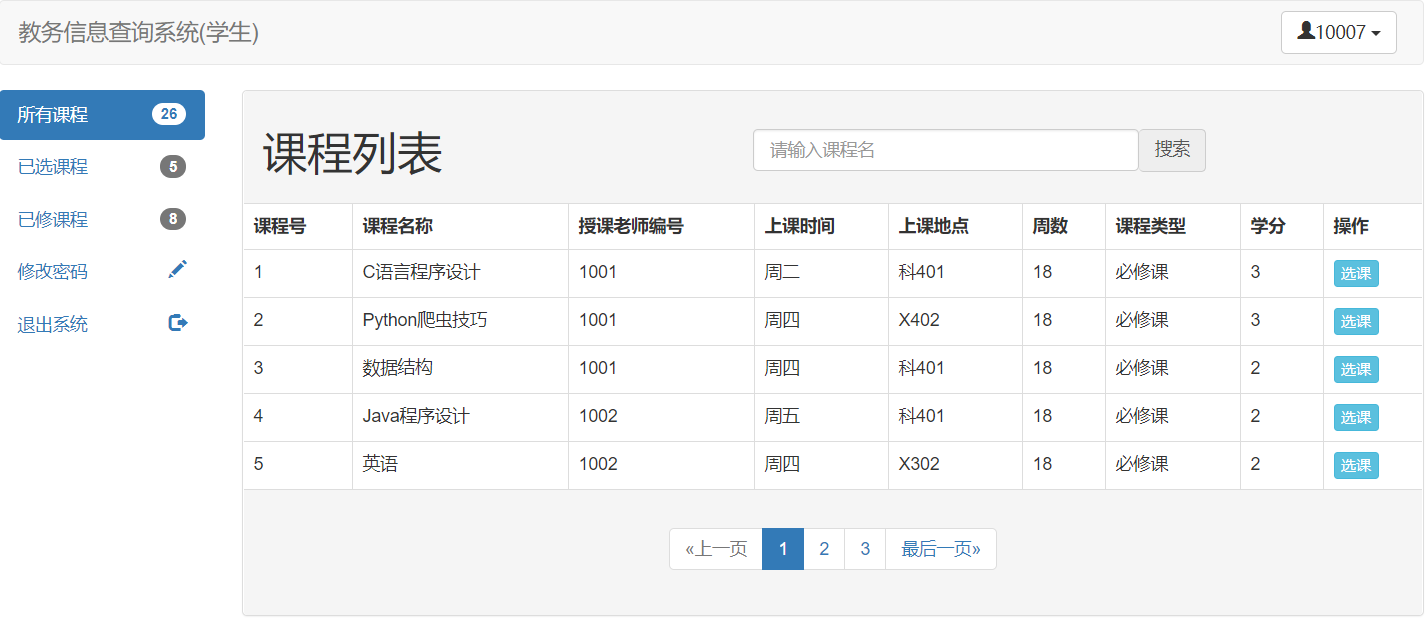 教务信息查询系统(学生)
10007
所有课程 26
已选课程 5
已修课程 8
修改密码
退出系统
课程列表
请输入课程名 搜索
课程号 课程名称 授课老师编号 上课时间 上课地点 周数 课程类型 学分 操作
1 C语言程序设计 1001 周二 科401 18 必修课 3 选课
2 Python爬虫技巧 1001 周四 X402 18 必修课 3 选课
3 数据结构 1001 周四 科401 18 必修课 2 选课
4 Java程序设计 1002 周五 科401 18 必修课 2 选课
5 英语 1002 周四 X302 18 必修课 2 选课
«上一页 1 2 3 最后一页»